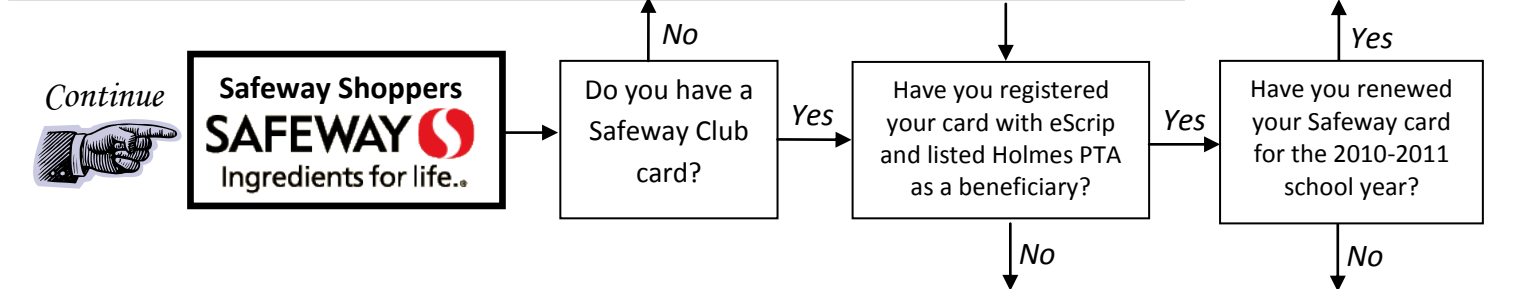 No
Yes
Continue
Safeway Shoppers
SAFEWAY
Ingredients for life..
Do you have a
Safeway Club
card?
Yes
Have you registered
your card with eScrip
and listed Holmes PTA
as a beneficiary?
Yes
Have you renewed
your Safeway card
for the 2010-2011
school year?
No
No